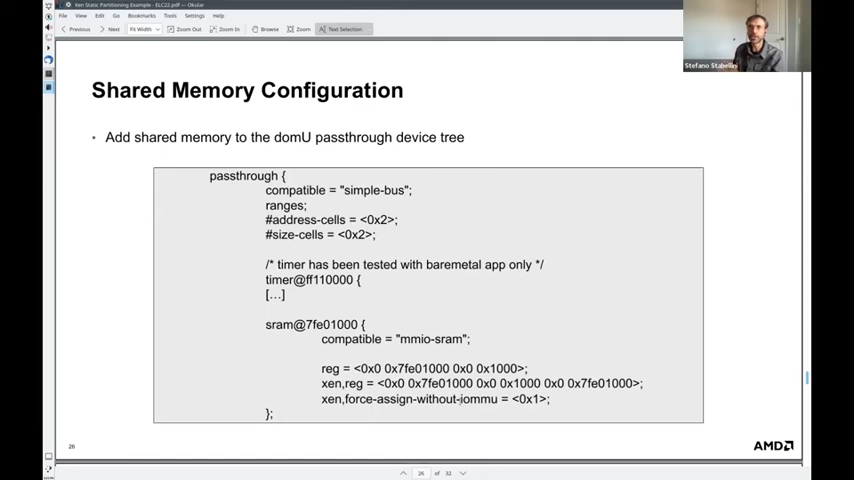 Xen Static Partitioning Example - ELC22.pdf — Okular
File View Edit Go Bookmarks Tools Settings Help
Previous Next Fit Width Zoom Out Zoom In Browse Zoom Text Selection
Stefano Stabellini
Shared Memory Configuration
• Add shared memory to the domU passthrough device tree
passthrough {
compatible = "simple-bus";
ranges;
#address-cells = <0x2>;
#size-cells = <0x2>;
/* timer has been tested with baremetal app only */
timer@ff110000 {
[…]
sram@7fe01000 {
compatible = "mmio-sram";
reg = <0x0 0x7fe01000 0x0 0x1000>;
xen,reg = <0x0 0x7fe01000 0x0 0x1000 0x0 0x7fe01000>;
xen,force-assign-without-iommu = <0x1>;
};
26
AMD
26 of 32